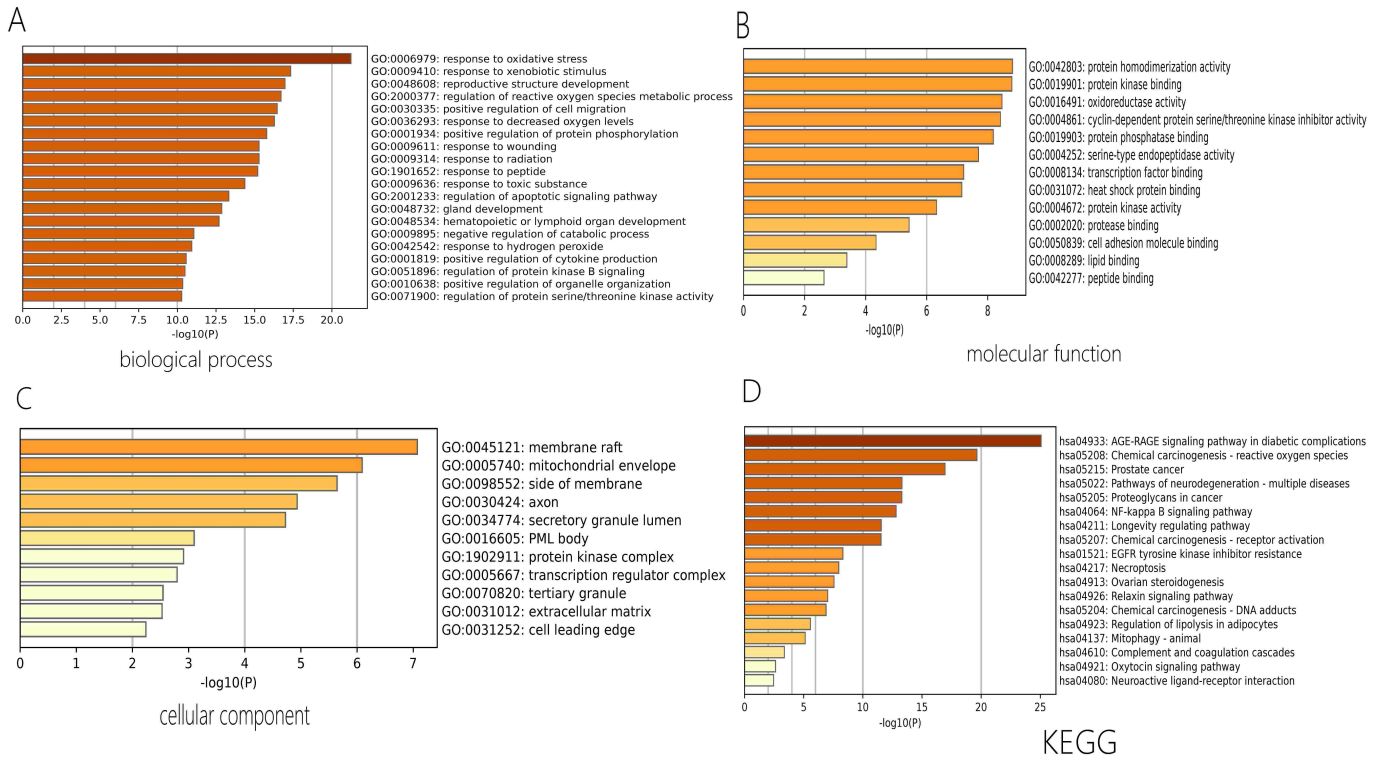 A
GO:0006979: response to oxidative stress
GO:0009410: response to xenobiotic stimulus
GO:0048608: reproductive structure development
GO:2000377: regulation of reactive oxygen species metabolic process
GO:0030335: positive regulation of cell migration
GO:0036293: response to decreased oxygen levels
GO:0001934: positive regulation of protein phosphorylation
GO:0009611: response to wounding
GO:0009314: response to radiation
GO:1901652: response to peptide
GO:0009636: response to toxic substance
GO:2001233: regulation of apoptotic signaling pathway
GO:0048732: gland development
GO:0048534: hematopoietic or lymphoid organ development
GO:0009895: negative regulation of catabolic process
GO:0042542: response to hydrogen peroxide
GO:0001819: positive regulation of cytokine production
GO:0051896: regulation of protein kinase B signaling
GO:0010638: positive regulation of organelle organization
GO:0071900: regulation of protein serine/threonine kinase activity
0.0 2.5 5.0 7.5 10.0 12.5 15.0 17.5 20.0
-log10(P)
biological process
B
GO:0042803: protein homodimerization activity
GO:0019901: protein kinase binding
GO:0016491: oxidoreductase activity
GO:0004861: cyclin-dependent protein serine/threonine kinase inhibitor activity
GO:0019903: protein phosphatase binding
GO:0004252: serine-type endopeptidase activity
GO:0008134: transcription factor binding
GO:0031072: heat shock protein binding
GO:0004672: protein kinase activity
GO:0002020: protease binding
GO:0050839: cell adhesion molecule binding
GO:0008289: lipid binding
GO:0042277: peptide binding
0 2 4 6 8
-log10(P)
molecular function
C
GO:0045121: membrane raft
GO:0005740: mitochondrial envelope
GO:0098552: side of membrane
GO:0030424: axon
GO:0034774: secretory granule lumen
GO:0016605: PML body
GO:1902911: protein kinase complex
GO:0005667: transcription regulator complex
GO:0070820: tertiary granule
GO:0031012: extracellular matrix
GO:0031252: cell leading edge
0 1 2 3 4 5 6 7
-log10(P)
cellular component
D
hsa04933: AGE-RAGE signaling pathway in diabetic complications
hsa05208: Chemical carcinogenesis - reactive oxygen species
hsa05215: Prostate cancer
hsa05022: Pathways of neurodegeneration - multiple diseases
hsa05205: Proteoglycans in cancer
hsa04064: NF-kappa B signaling pathway
hsa04211: Longevity regulating pathway
hsa05207: Chemical carcinogenesis - receptor activation
hsa01521: EGFR tyrosine kinase inhibitor resistance
hsa04217: Necroptosis
hsa04913: Ovarian steroidogenesis
hsa04926: Relaxin signaling pathway
hsa05204: Chemical carcinogenesis - DNA adducts
hsa04923: Regulation of lipolysis in adipocytes
hsa04137: Mitophagy - animal
hsa04610: Complement and coagulation cascades
hsa04921: Oxytocin signaling pathway
hsa04080: Neuroactive ligand-receptor interaction
0 5 10 15 20 25
-log10(P)
KEGG